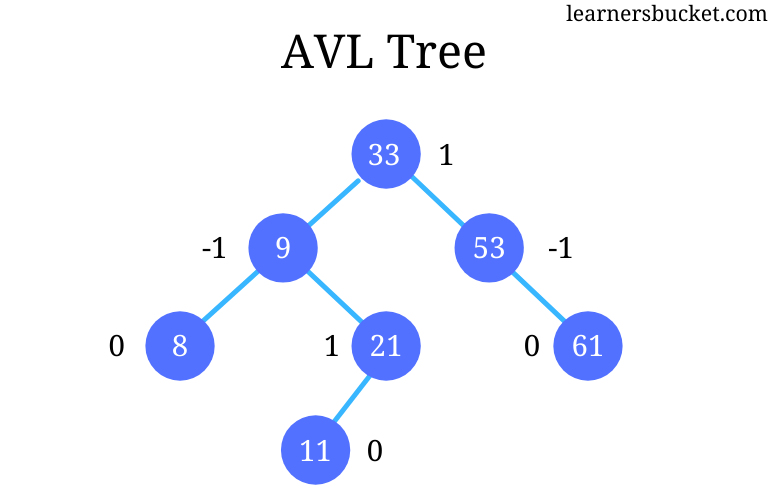 learnersbucket.com
AVL Tree
33 1
-1 9 53 -1
0 8 1 21 0 61
11 0